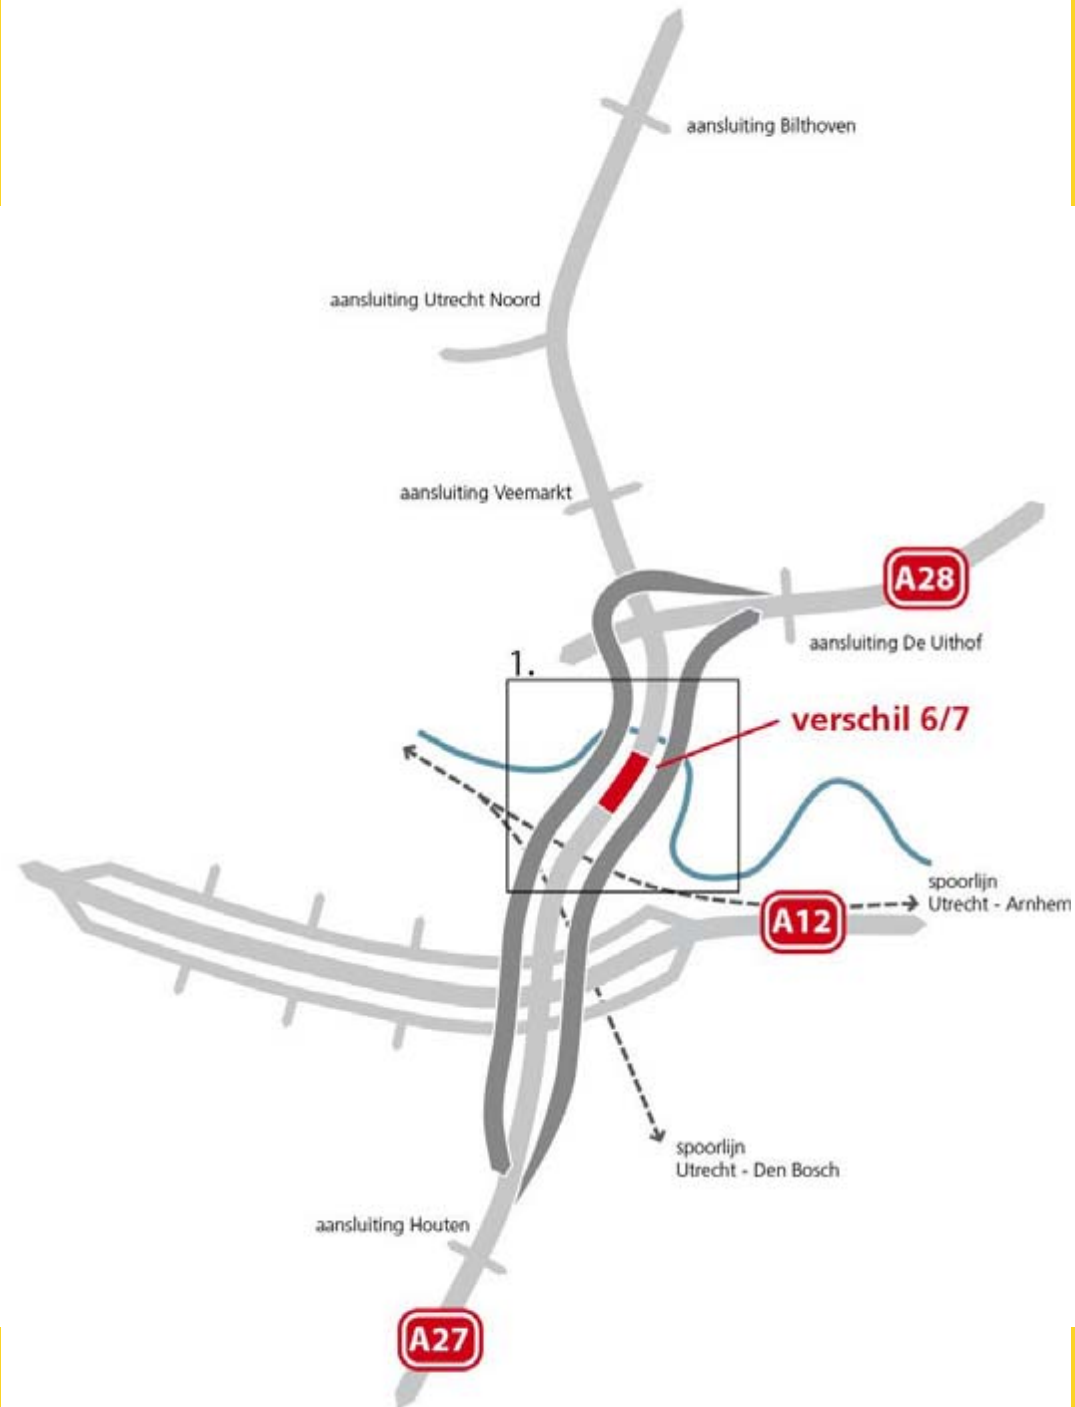 aansluiting Bilthoven
aansluiting Utrecht Noord
aansluiting Veemarkt
A28
aansluiting De Uithof
1.
verschil 6/7
spoorlijn
Utrecht - Arnhem
A12
spoorlijn
Utrecht - Den Bosch
aansluiting Houten
A27